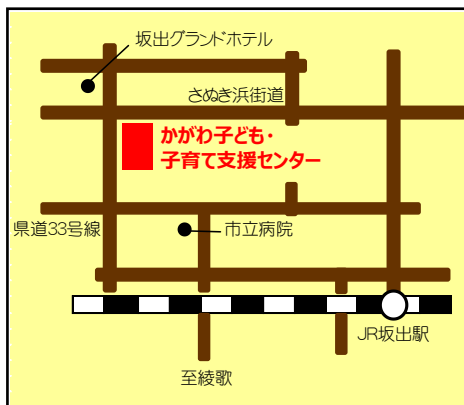 坂出グランドホテル
さぬき浜街道
かがわ子ども・
子育て支援センター
県道33号線
市立病院
JR坂出駅
至綾歌